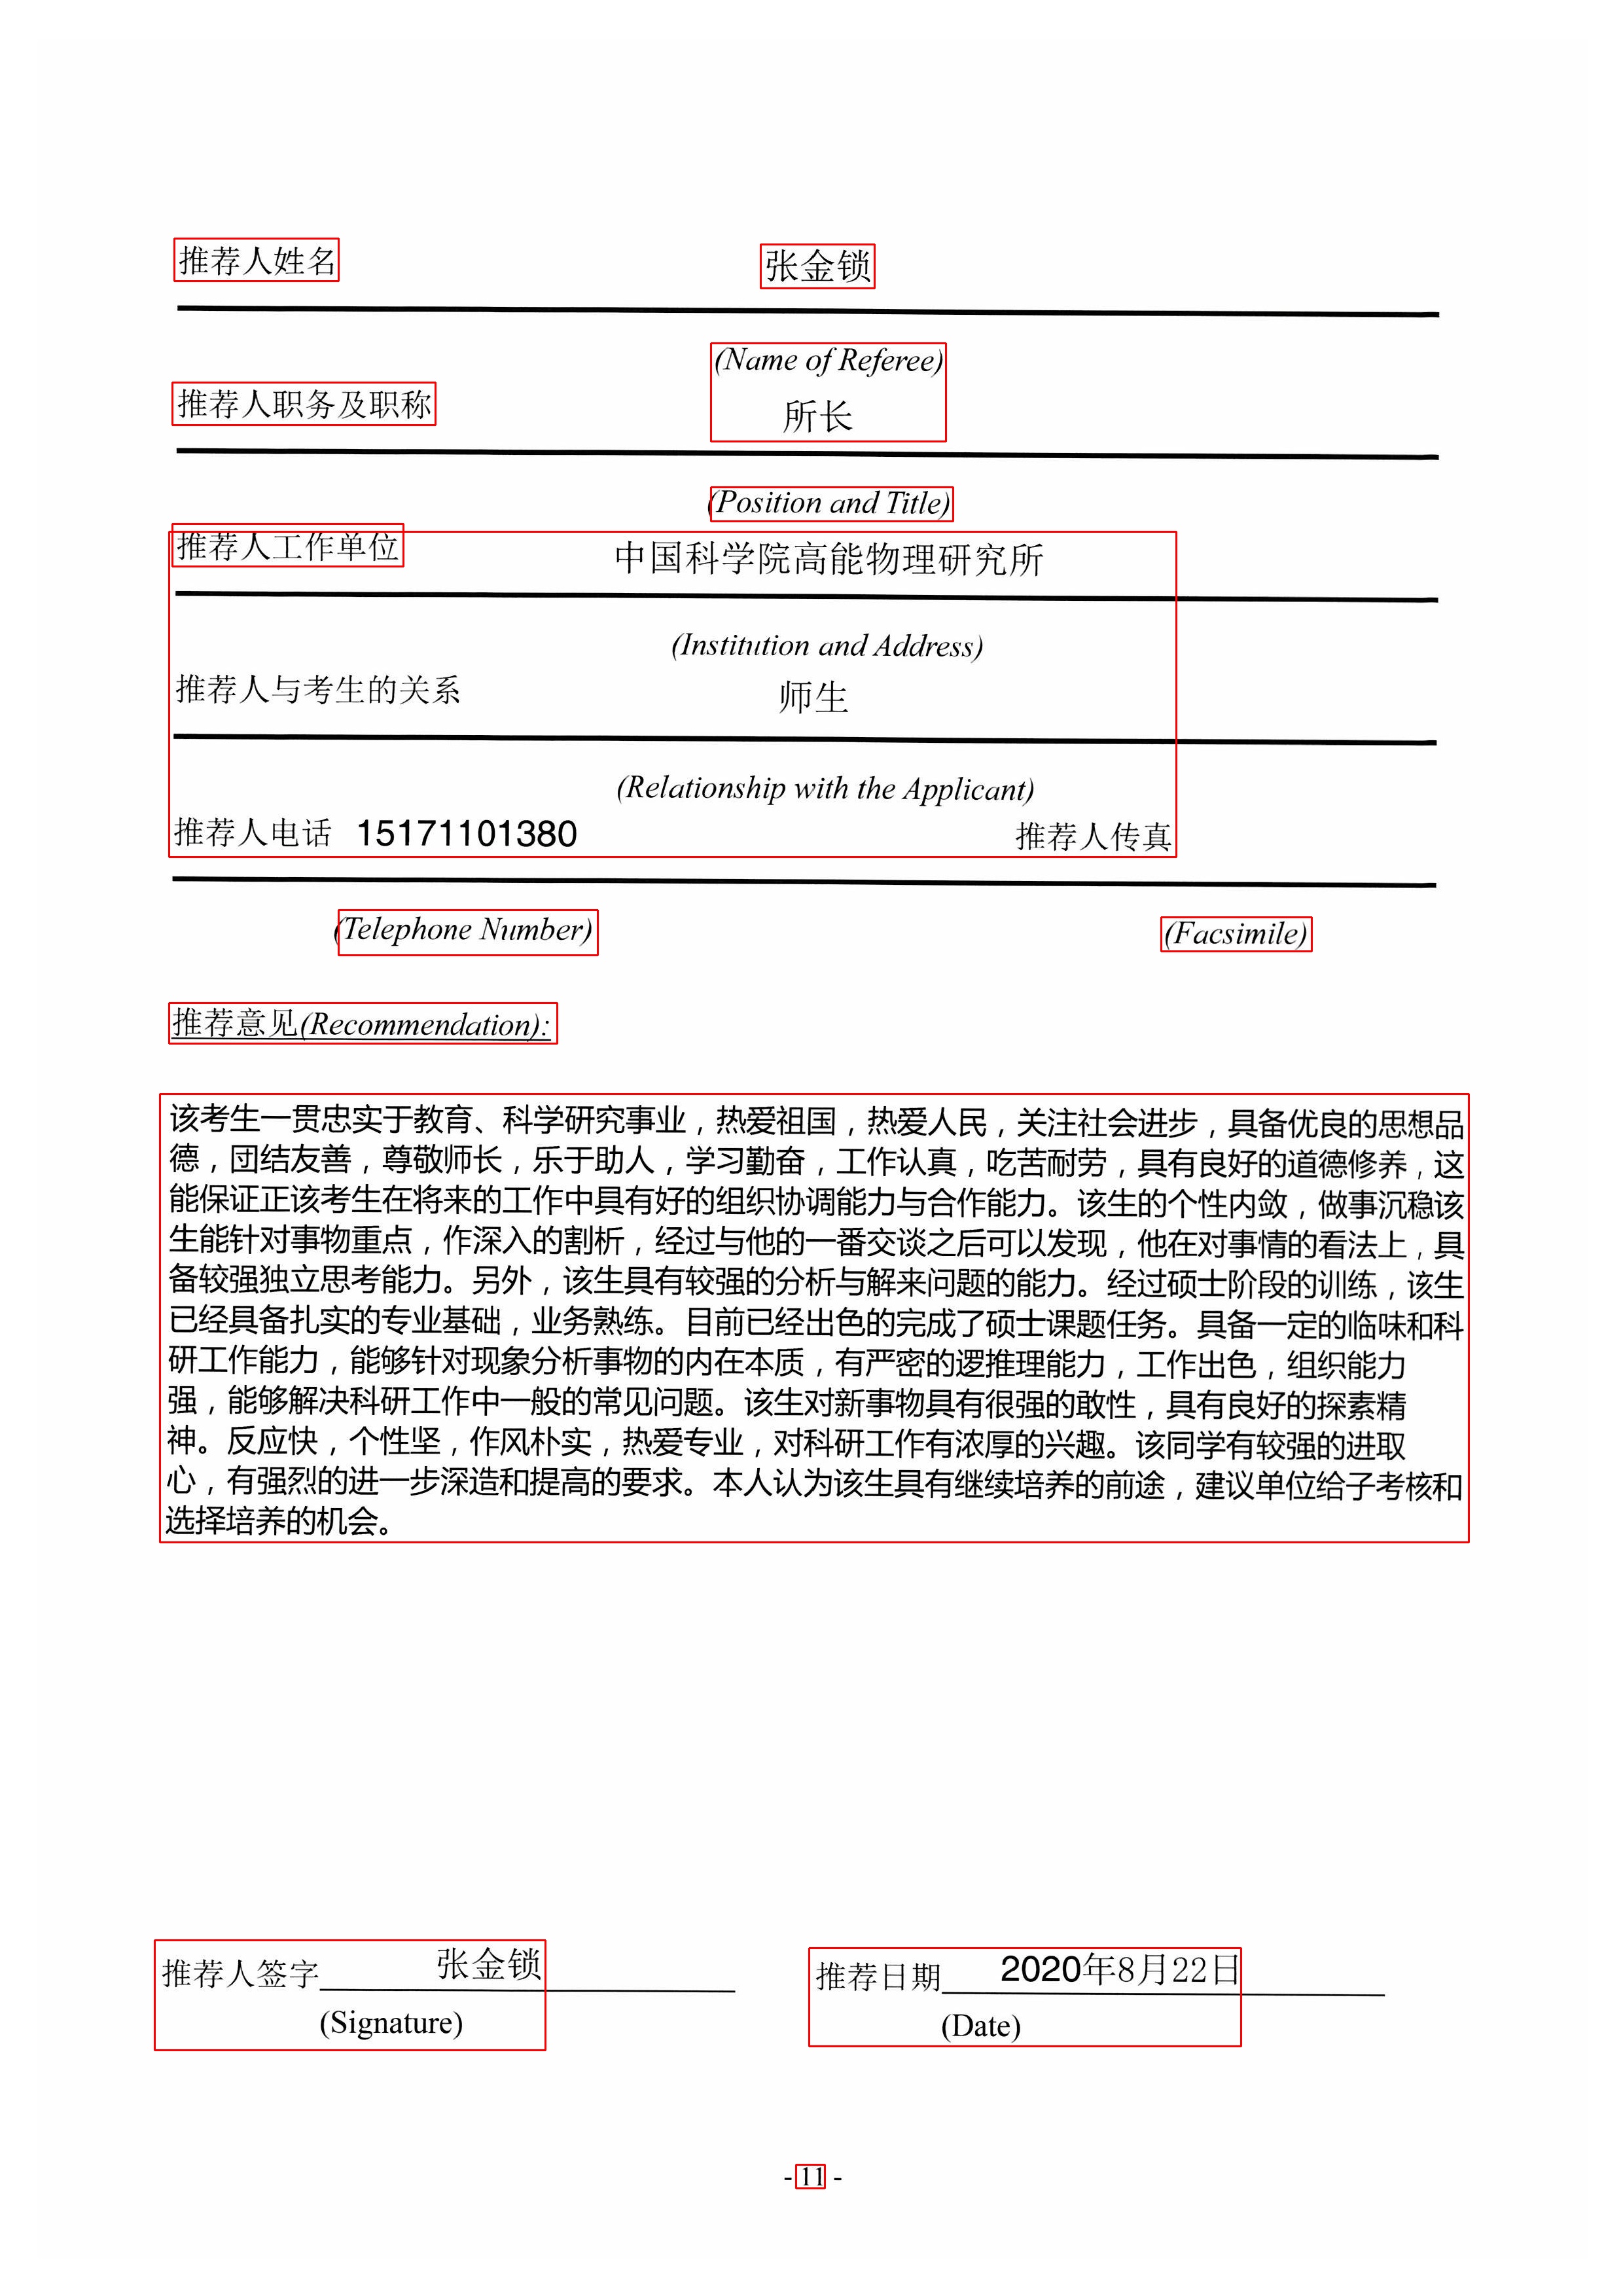 推荐人姓名 张金锁
(Name of Referee)
推荐人职务及职称 所长
(Position and Title)
推荐人工作单位 中国科学院高能物理研究所
(Institution and Address)
推荐人与考生的关系 师生
(Relationship with the Applicant)
推荐人电话 15171101380 推荐人传真
(Telephone Number) (Facsimile)
推荐意见(Recommendation):
该考生一贯忠实于教育、科学研究事业，热爱祖国，热爱人民，关注社会进步，具备优良的思想品
德，团结友善，尊敬师长，乐于助人，学习勤奋，工作认真，吃苦耐劳，具有良好的道德修养，这
能保证正该考生在将来的工作中具有好的组织协调能力与合作能力。该生的个性内敛，做事沉稳该
生能针对事物重点，作深入的割析，经过与他的一番交谈之后可以发现，他在对事情的看法上，具
备较强独立思考能力。另外，该生具有较强的分析与解来问题的能力。经过硕士阶段的训练，该生
已经具备扎实的专业基础，业务熟练。目前已经出色的完成了硕士课题任务。具备一定的临味和科
研工作能力，能够针对现象分析事物的内在本质，有严密的逻推理能力，工作出色，组织能力
强，能够解决科研工作中一般的常见问题。该生对新事物具有很强的敢性，具有良好的探素精
神。反应快，个性坚，作风朴实，热爱专业，对科研工作有浓厚的兴趣。该同学有较强的进取
心，有强烈的进一步深造和提高的要求。本人认为该生具有继续培养的前途，建议单位给子考核和
选择培养的机会。
推荐人签字 张金锁 推荐日期 2020年8月22日
(Signature) (Date)
- 11 -